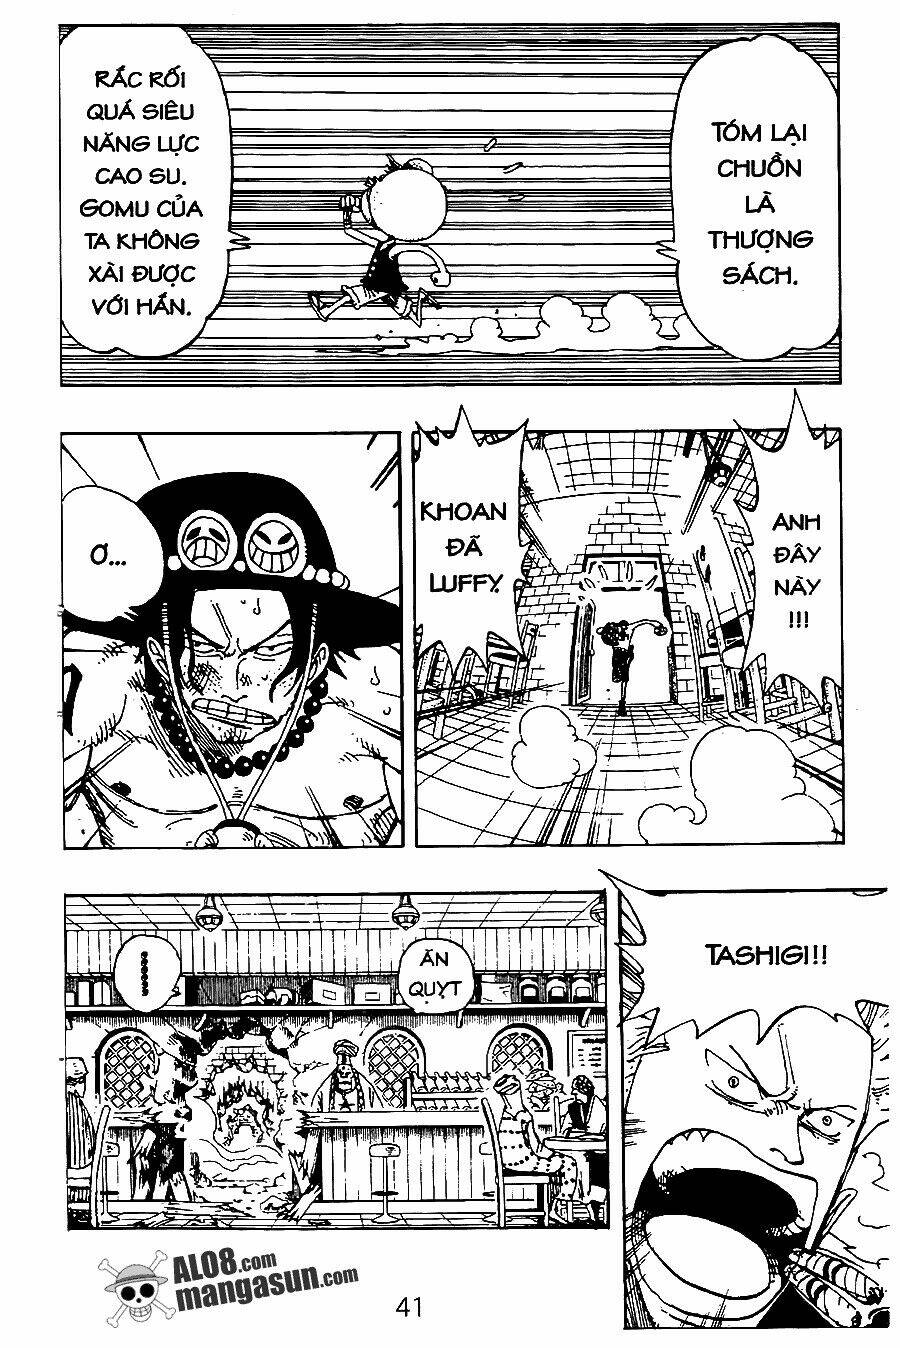 TÓM LẠI
CHUỒN
LÀ
THƯỢNG
SÁCH.
RẮC RỐI
QUÁ SIÊU
NĂNG LỰC
CAO SU.
GOMU CỦA
TA KHÔNG
XÀI ĐƯỢC
VỚI HẮN.
ANH
ĐÂY
NÀY
!!!
KHOAN
ĐÃ
LUFFY.
Ơ...
TASHIGI!!
ĂN
QUỴT
......
ALO8.com
mangasun.com
41